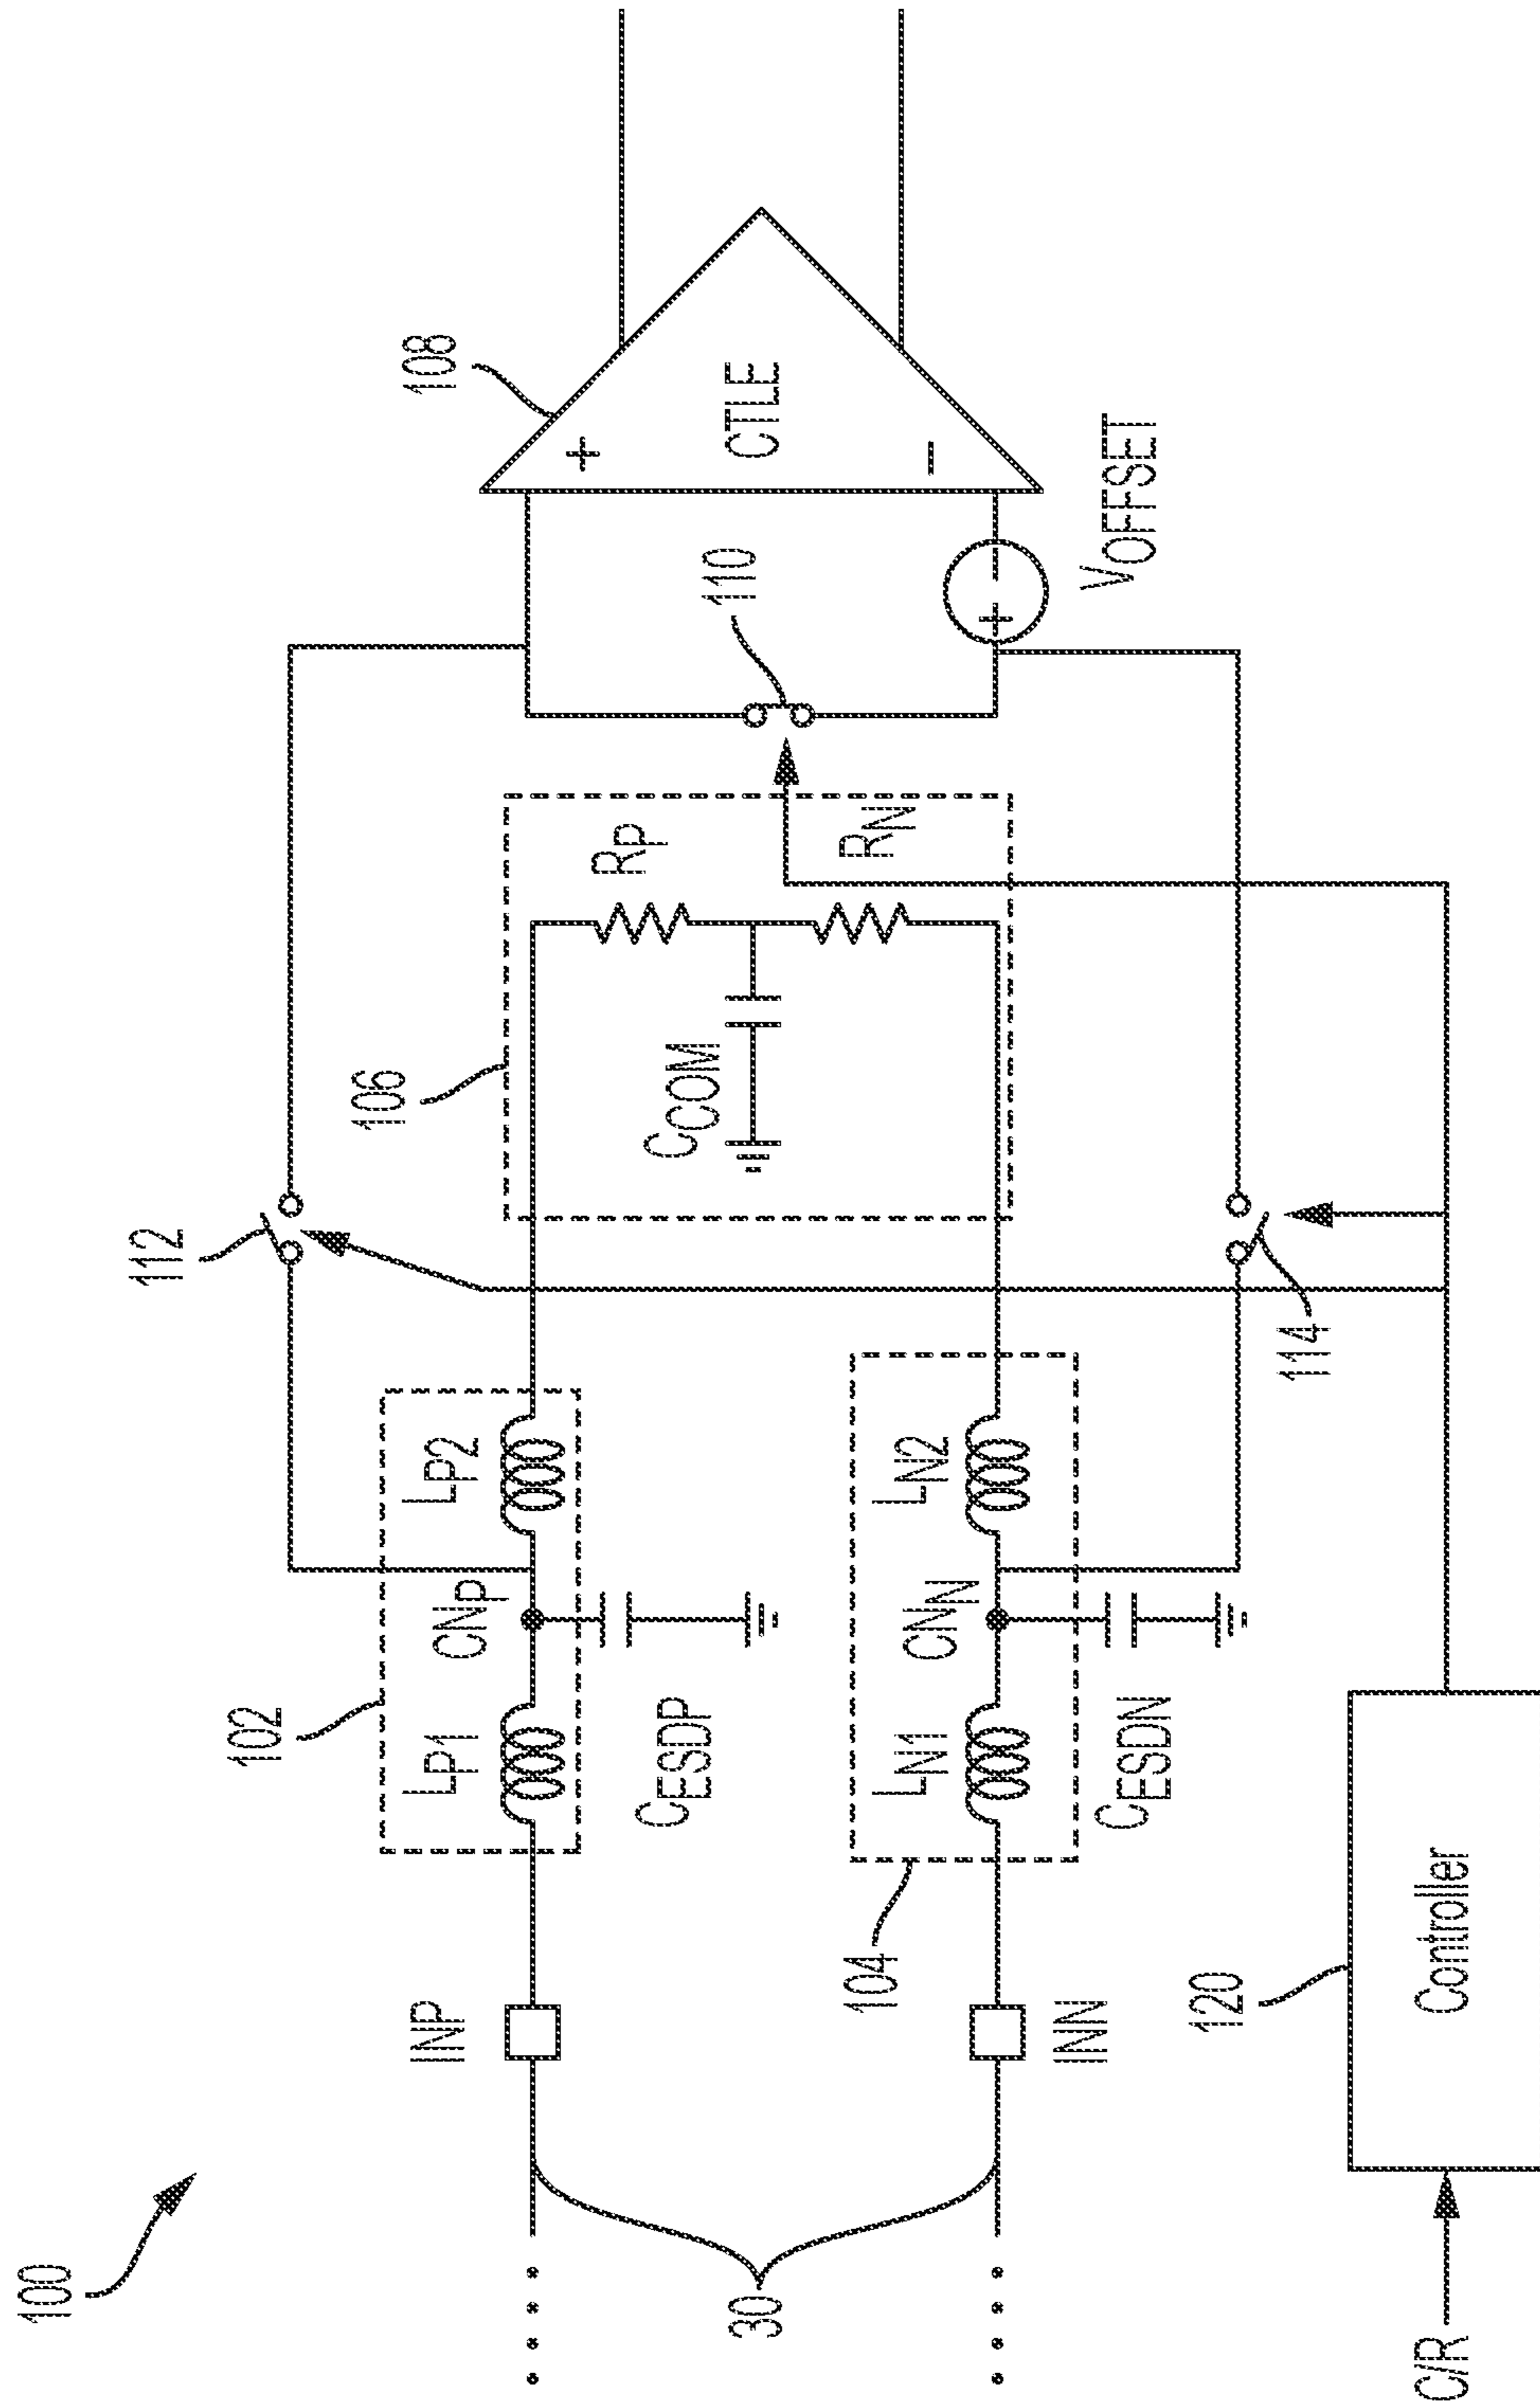 100
112
102
LP1
CNP
LP2
INP
CESDP
106
RP
CCOM
RN
108
+
CTLE
−
110
+ −
VOFFSET
30
104
LN1
CNN
LN2
INN
CESDN
114
120
Controller
C/R